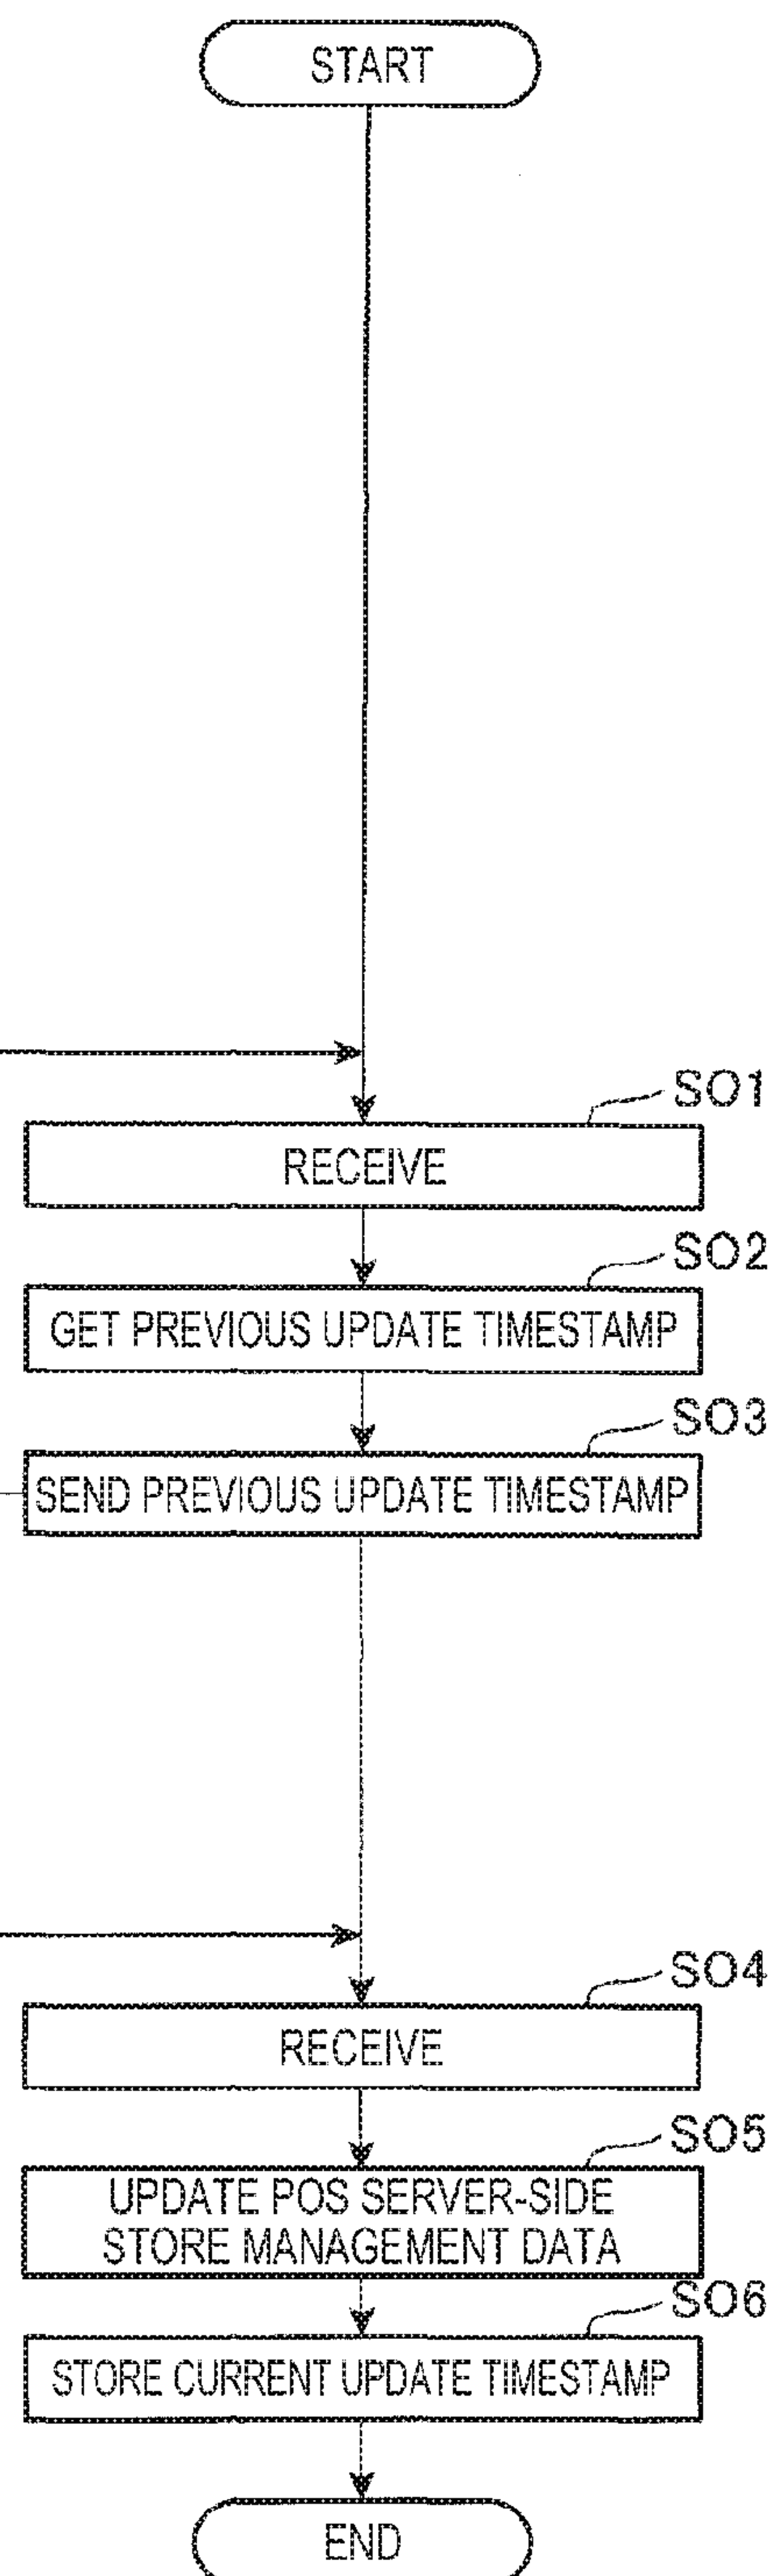 START
SO1
RECEIVE
SO2
GET PREVIOUS UPDATE TIMESTAMP
SO3
SEND PREVIOUS UPDATE TIMESTAMP
SO4
RECEIVE
SO5
UPDATE POS SERVER-SIDE
STORE MANAGEMENT DATA
SO6
STORE CURRENT UPDATE TIMESTAMP
END